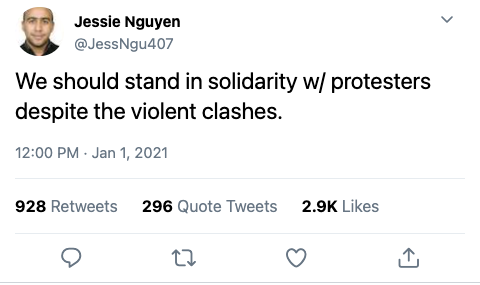 Jessie Nguyen
@JessNgu407
We should stand in solidarity w/ protesters
despite the violent clashes.
12:00 PM · Jan 1, 2021
928 Retweets 296 Quote Tweets 2.9K Likes